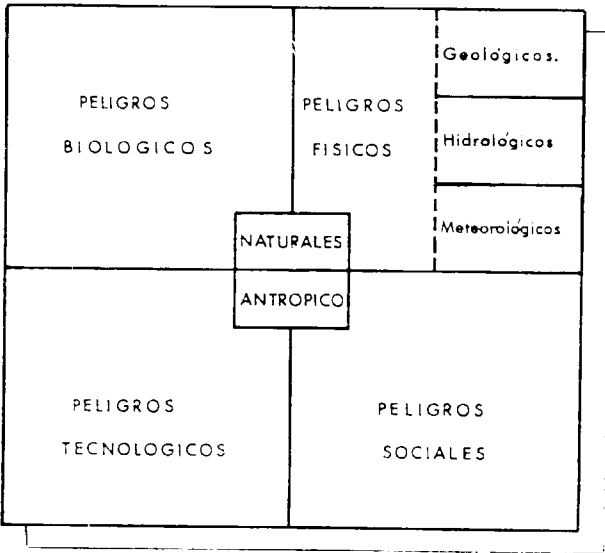 PELIGROS
BIOLOGICOS
PELIGROS
FISICOS
Geológicos.
Hidrológicos
Meteorológicos
NATURALES
ANTROPICO
PELIGROS
TECNOLOGICOS
PELIGROS
SOCIALES